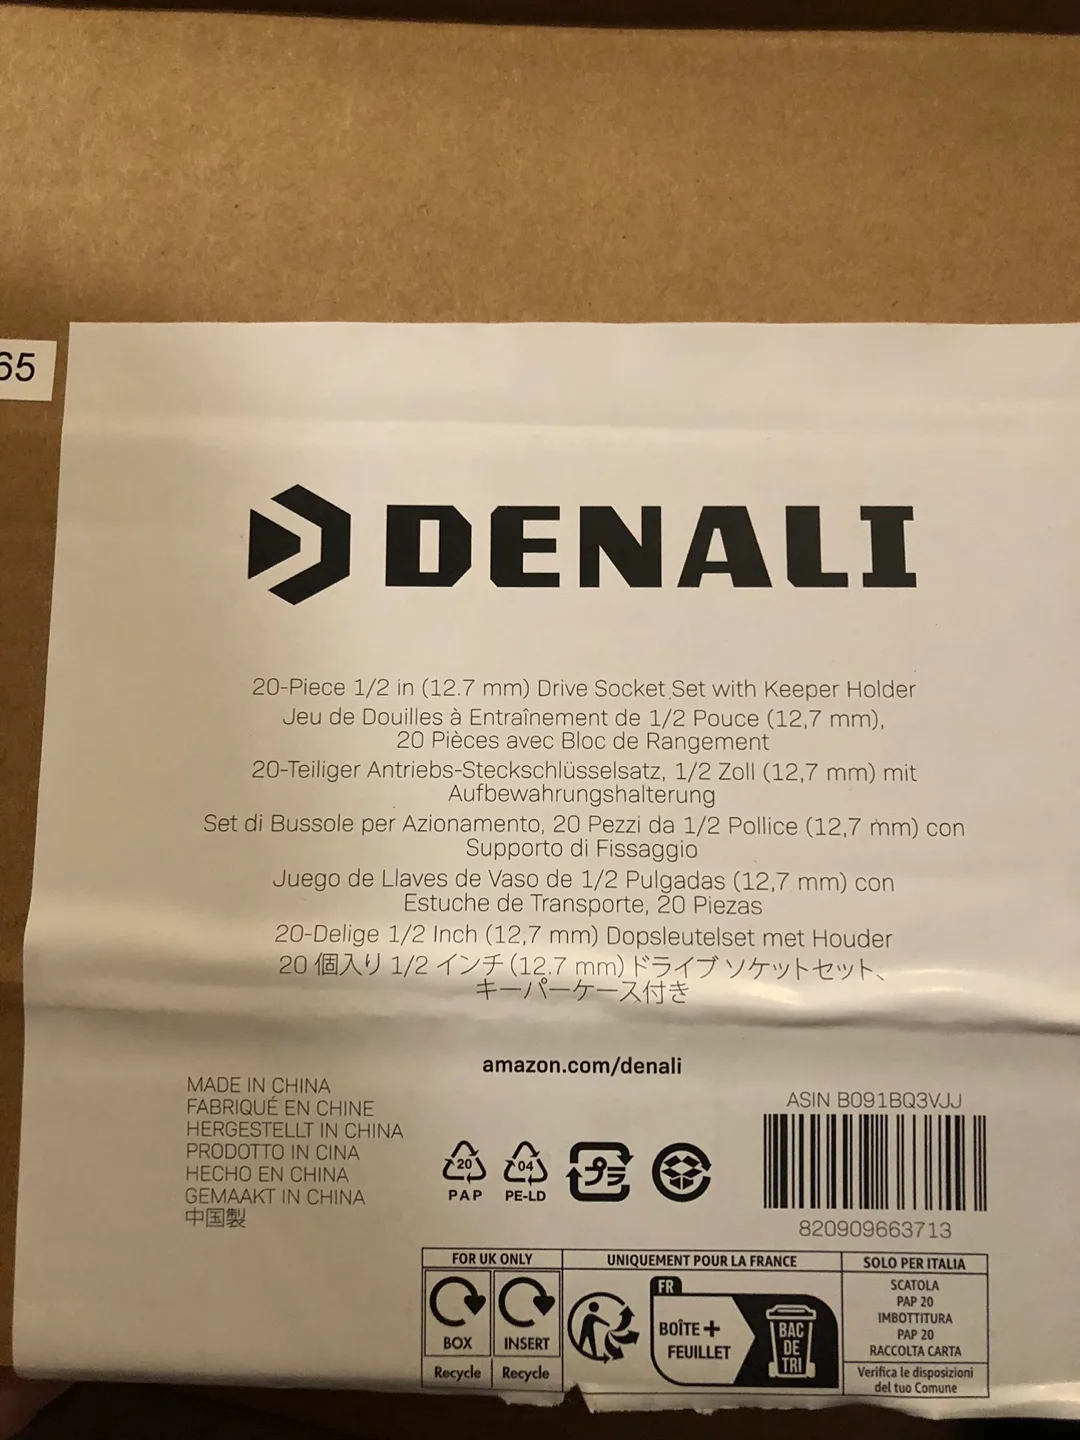 65
DENALI
20-Piece 1/2 in (12.7 mm) Drive Socket Set with Keeper Holder
Jeu de Douilles à Entraînement de 1/2 Pouce (12,7 mm),
20 Pièces avec Bloc de Rangement
20-Teiliger Antriebs-Steckschlüsselsatz, 1/2 Zoll (12,7 mm) mit
Aufbewahrungshalterung
Set di Bussole per Azionamento, 20 Pezzi da 1/2 Pollice (12,7 mm) con
Supporto di Fissaggio
Juego de Llaves de Vaso de 1/2 Pulgadas (12,7 mm) con
Estuche de Transporte, 20 Piezas
20-Delige 1/2 Inch (12,7 mm) Dopsleutelset met Houder
20 個入り 1/2 インチ (12.7 mm) ドライブ ソケットセット、
キーパーケース付き
amazon.com/denali
MADE IN CHINA
FABRIQUÉ EN CHINE
HERGESTELLT IN CHINA
PRODOTTO IN CINA
HECHO EN CHINA
GEMAAKT IN CHINA
中国製
20
PAP
04
PE-LD
プラ
ASIN B091BQ3VJJ
820909663713
FOR UK ONLY
BOX
Recycle
INSERT
Recycle
UNIQUEMENT POUR LA FRANCE
FR
BOÎTE +
FEUILLET
BAC
DE
TRI
SOLO PER ITALIA
SCATOLA
PAP 20
IMBOTTITURA
PAP 20
RACCOLTA CARTA
Verifica le disposizioni
del tuo Comune